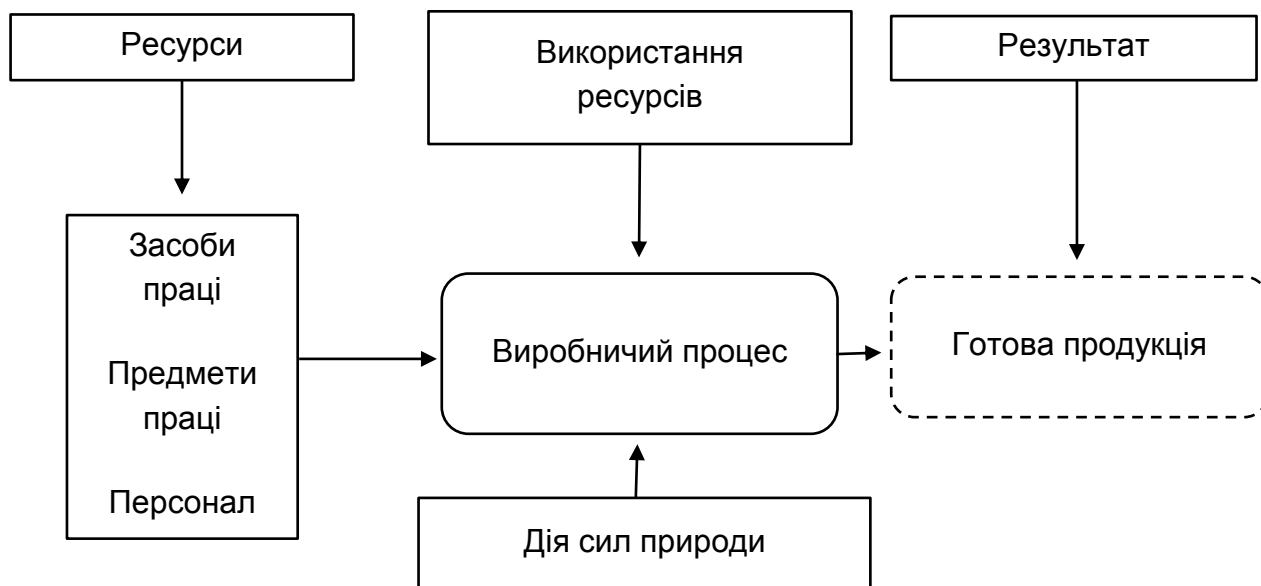 Ресурси
Використання
ресурсів
Результат
Засоби
праці
Предмети
праці
Персонал
Виробничий процес
Готова продукція
Дія сил природи